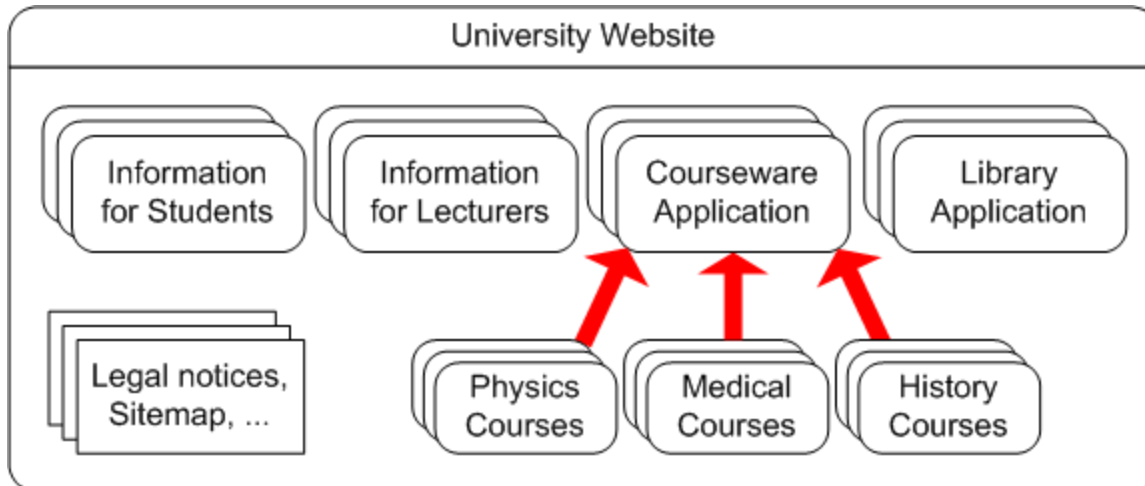 University Website
Information
for Students
Information
for Lecturers
Courseware
Application
Library
Application
Legal notices,
Sitemap, ...
Physics
Courses
Medical
Courses
History
Courses